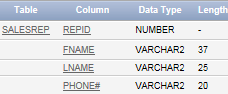 Table Column Data Type Length
SALESREP REPID NUMBER -
FNAME VARCHAR2 37
LNAME VARCHAR2 25
PHONE# VARCHAR2 20